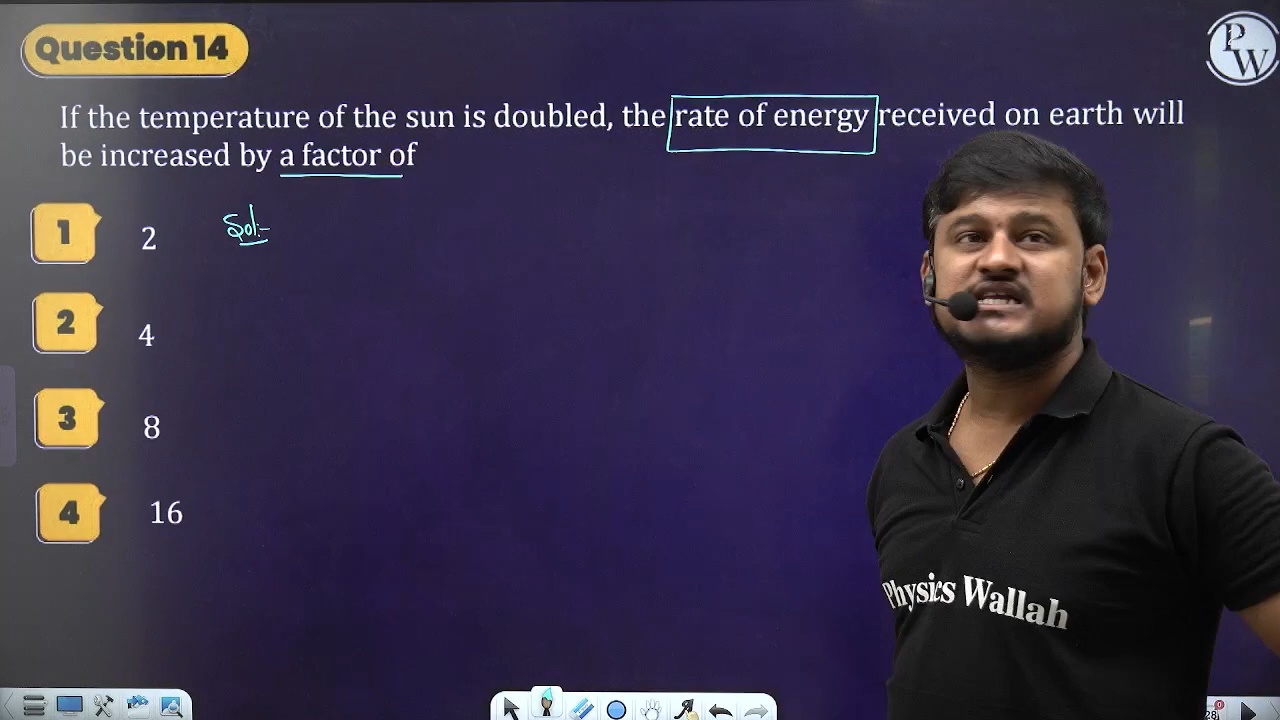 Question 14
PW
If the temperature of the sun is doubled, the rate of energy received on earth will
be increased by a factor of
1 2
Sol:-
2 4
3 8
4 16
Physics Wallah
28